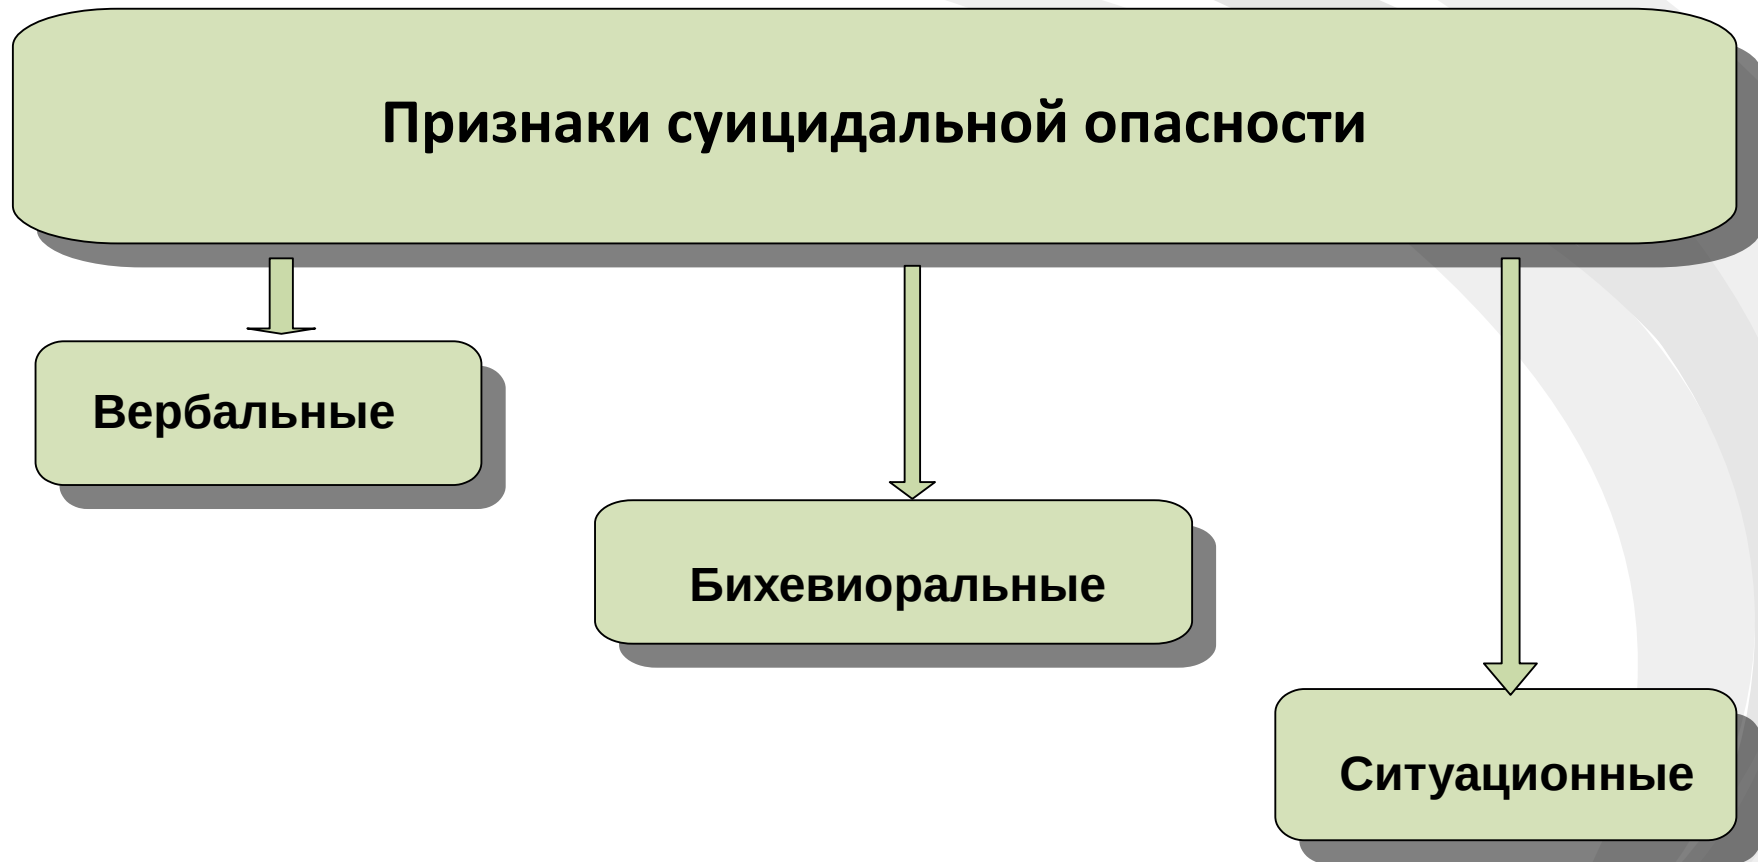 Признаки суицидальной опасности
Вербальные
Бихевиоральные
Ситуационные